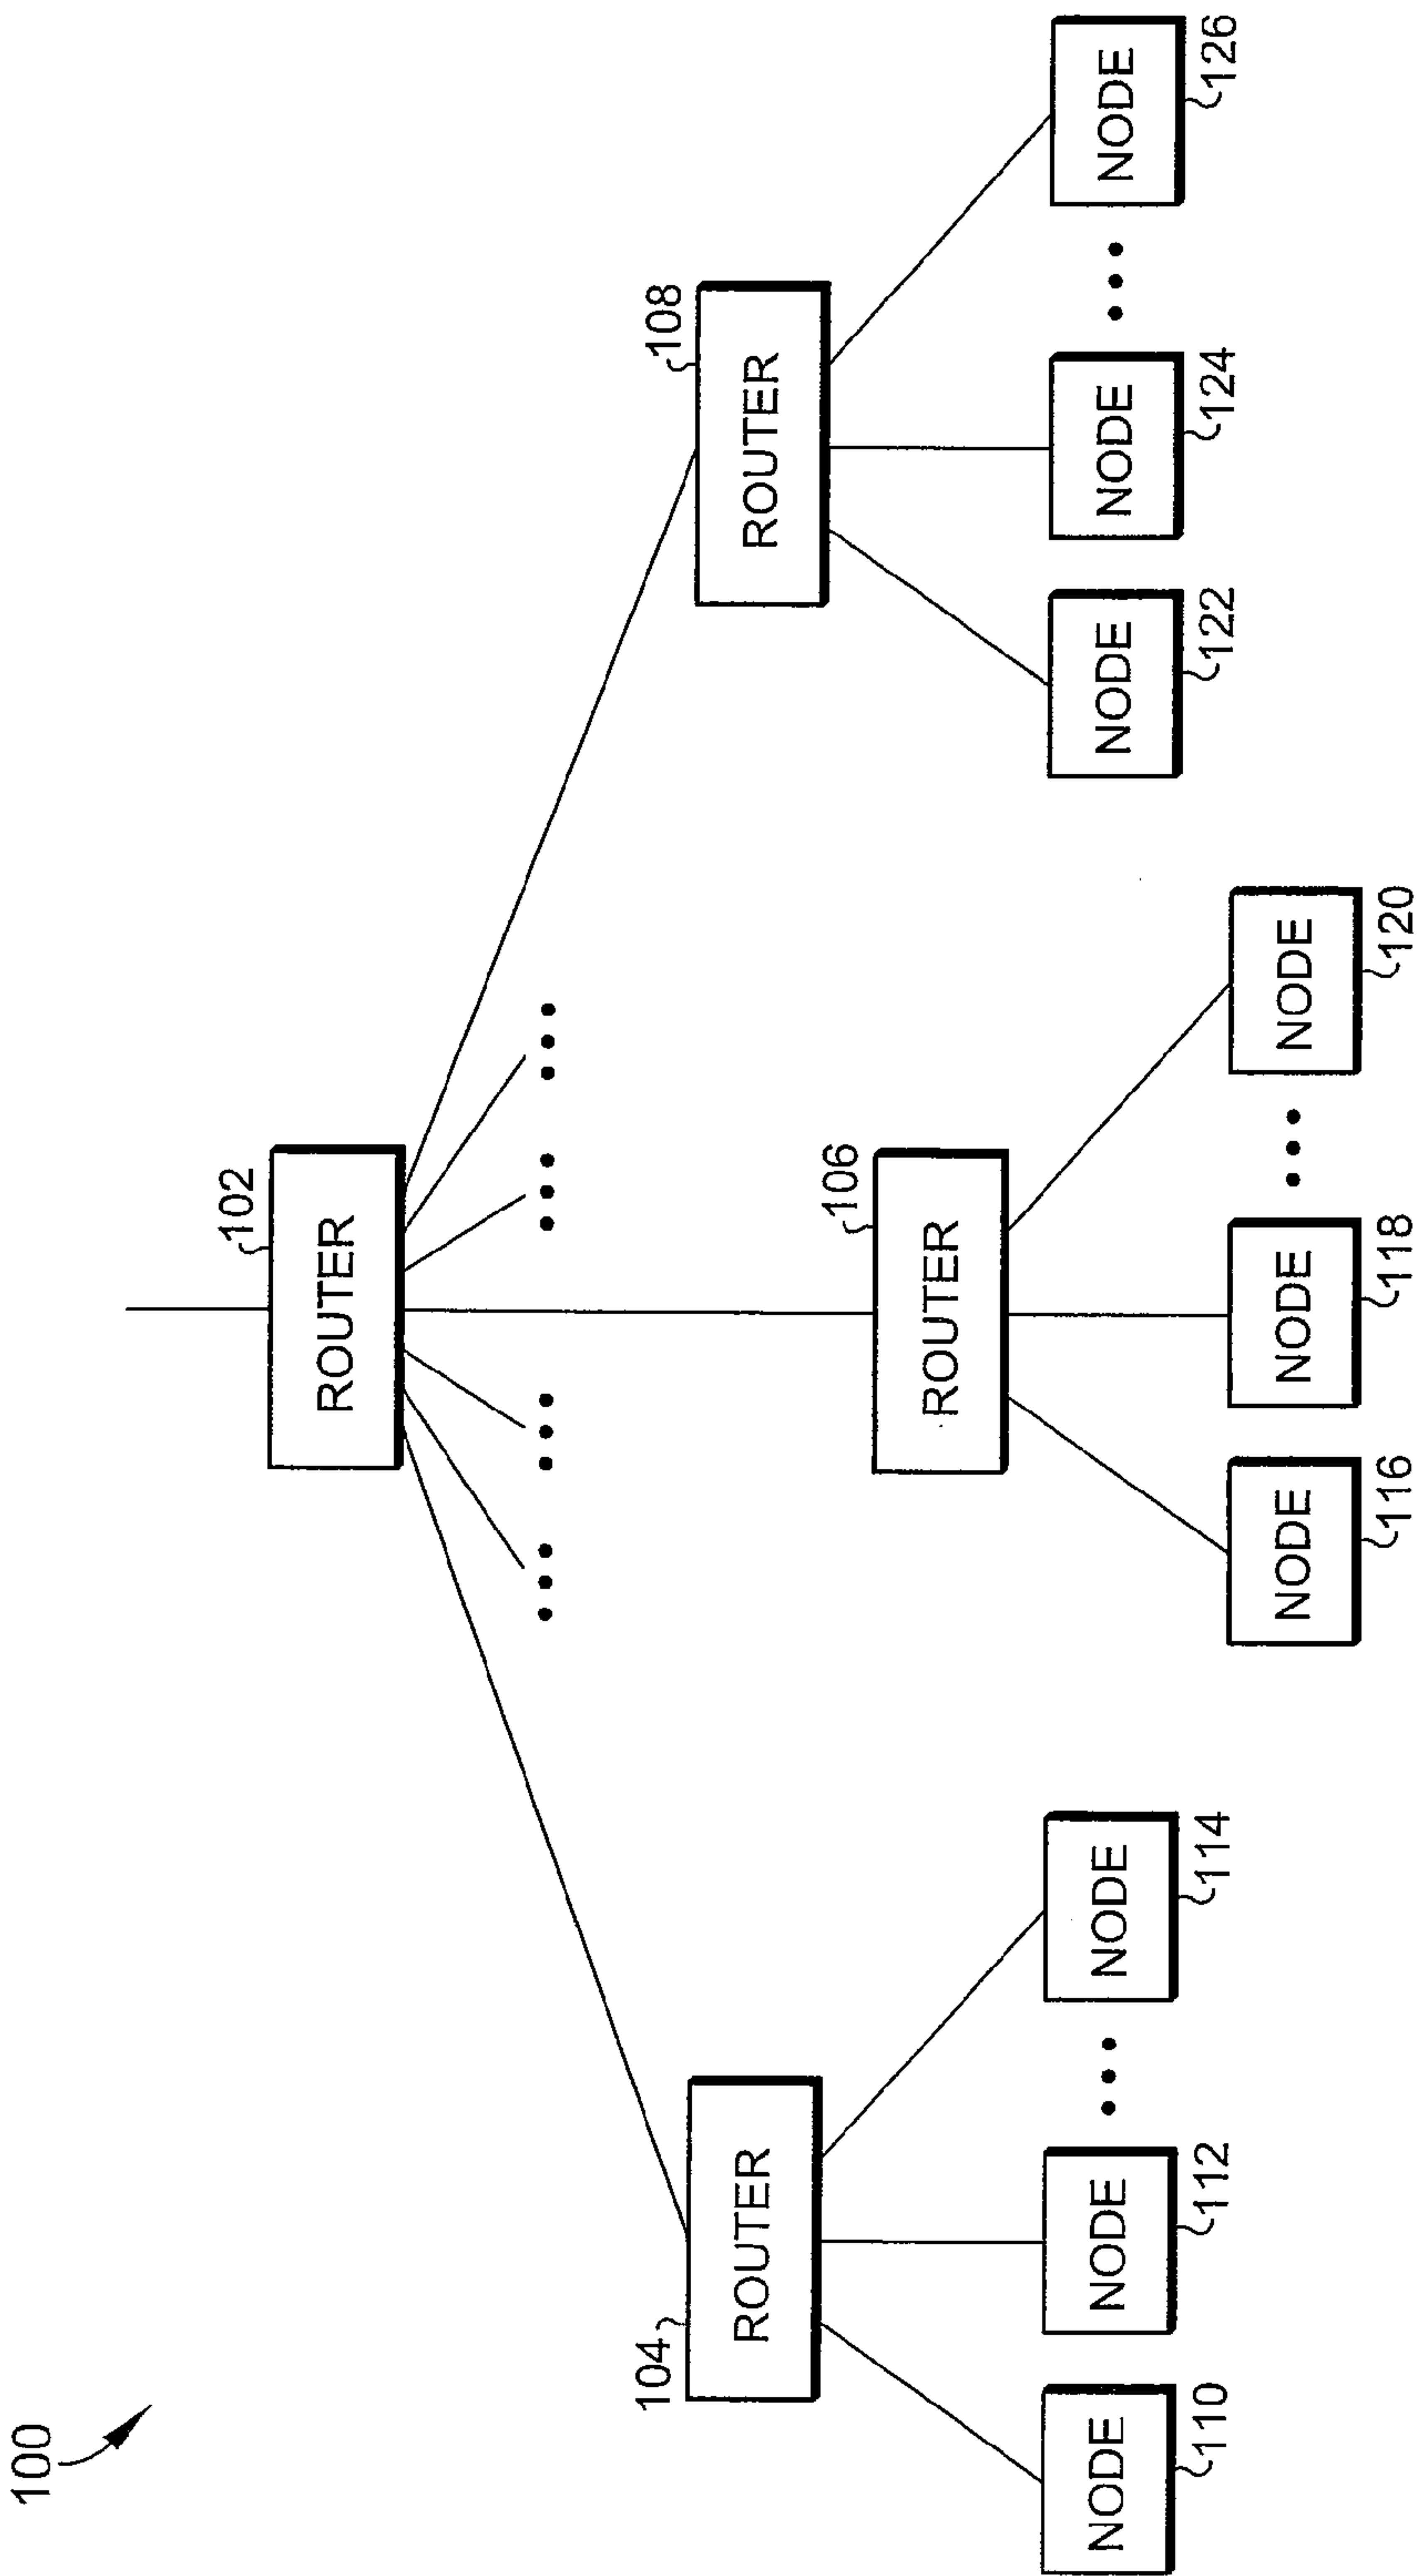 100
102
ROUTER
104
ROUTER
108
ROUTER
106
ROUTER
NODE
110
NODE
112
NODE
114
NODE
122
NODE
124
NODE
126
NODE
116
NODE
118
NODE
120